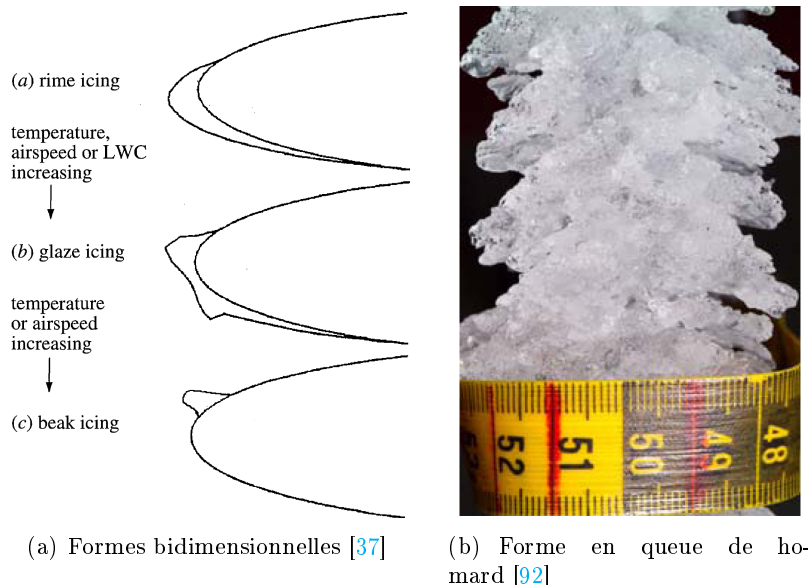 (a) rime icing
temperature,
airspeed or LWC
increasing
(b) glaze icing
temperature
or airspeed
increasing
(c) beak icing
52
51
50
49
48
(a) Formes bidimensionnelles [37]
(b) Forme en queue de ho-
mard [92]